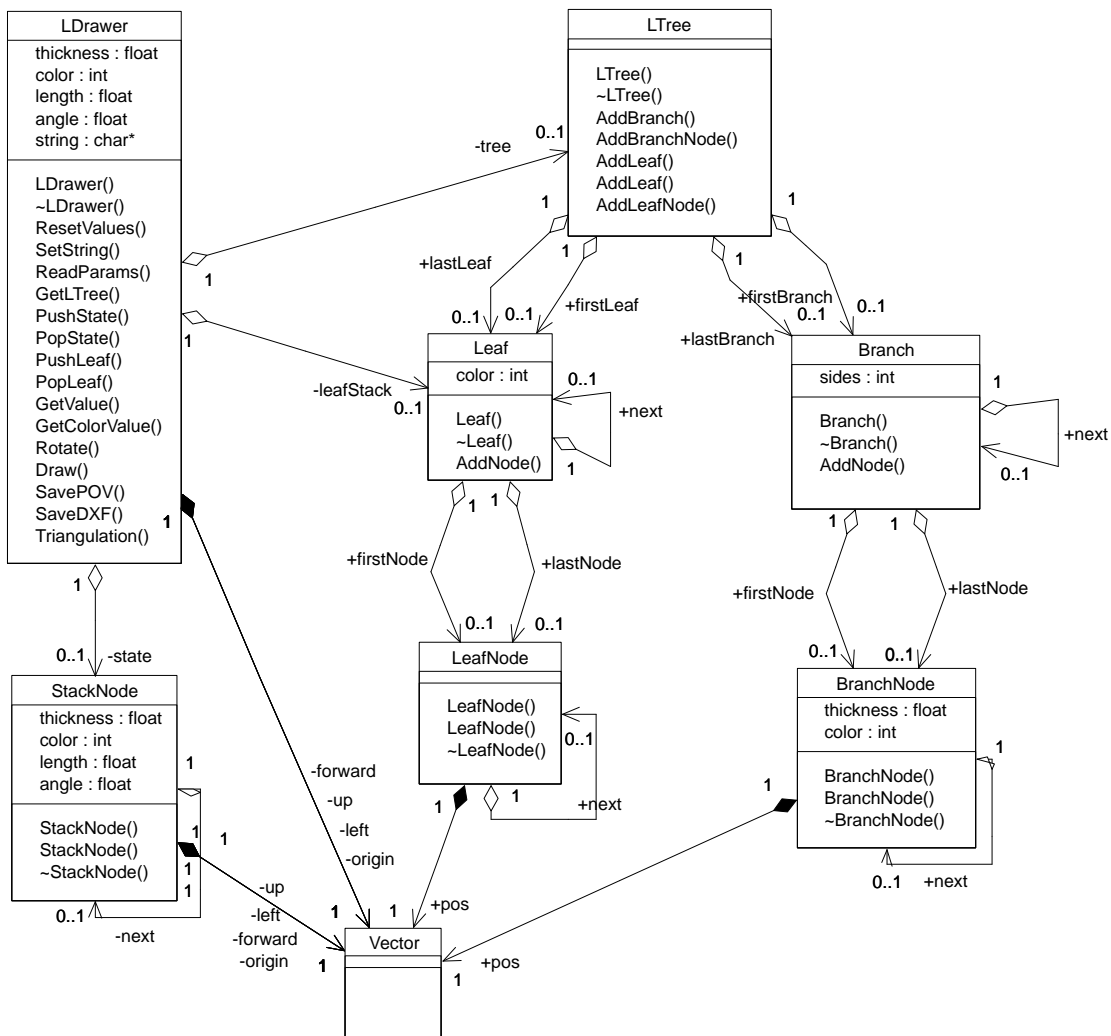 LDrawer
thickness : float
color : int
length : float
angle : float
string : char*
LDrawer()
~LDrawer()
ResetValues()
SetString()
ReadParams()
GetLTree()
PushState()
PopState()
PushLeaf()
PopLeaf()
GetValue()
GetColorValue()
Rotate()
Draw()
SavePOV()
SaveDXF()
Triangulation()
LTree
LTree()
~LTree()
AddBranch()
AddBranchNode()
AddLeaf()
AddLeaf()
AddLeafNode()
0..1
-tree
1
1
1
1
1
1
+lastLeaf
+firstLeaf
+firstBranch
+lastBranch
0..1
0..1
0..1
0..1
1
-leafStack
0..1
Leaf
color : int
Leaf()
~Leaf()
AddNode()
0..1
+next
1
Branch
sides : int
Branch()
~Branch()
AddNode()
1
+next
0..1
1
1
+firstNode
+lastNode
0..1
0..1
1
1
+firstNode
+lastNode
0..1
0..1
1
1
0..1
-state
StackNode
thickness : float
color : int
length : float
angle : float
StackNode()
StackNode()
~StackNode()
1
1
1
1
1
0..1
-next
-up
-left
-forward
-origin
1
-forward
-up
-left
-origin
1
LeafNode
LeafNode()
LeafNode()
~LeafNode()
0..1
+next
1
1
+pos
1
BranchNode
thickness : float
color : int
BranchNode()
BranchNode()
~BranchNode()
1
0..1
+next
1
+pos
1
Vector